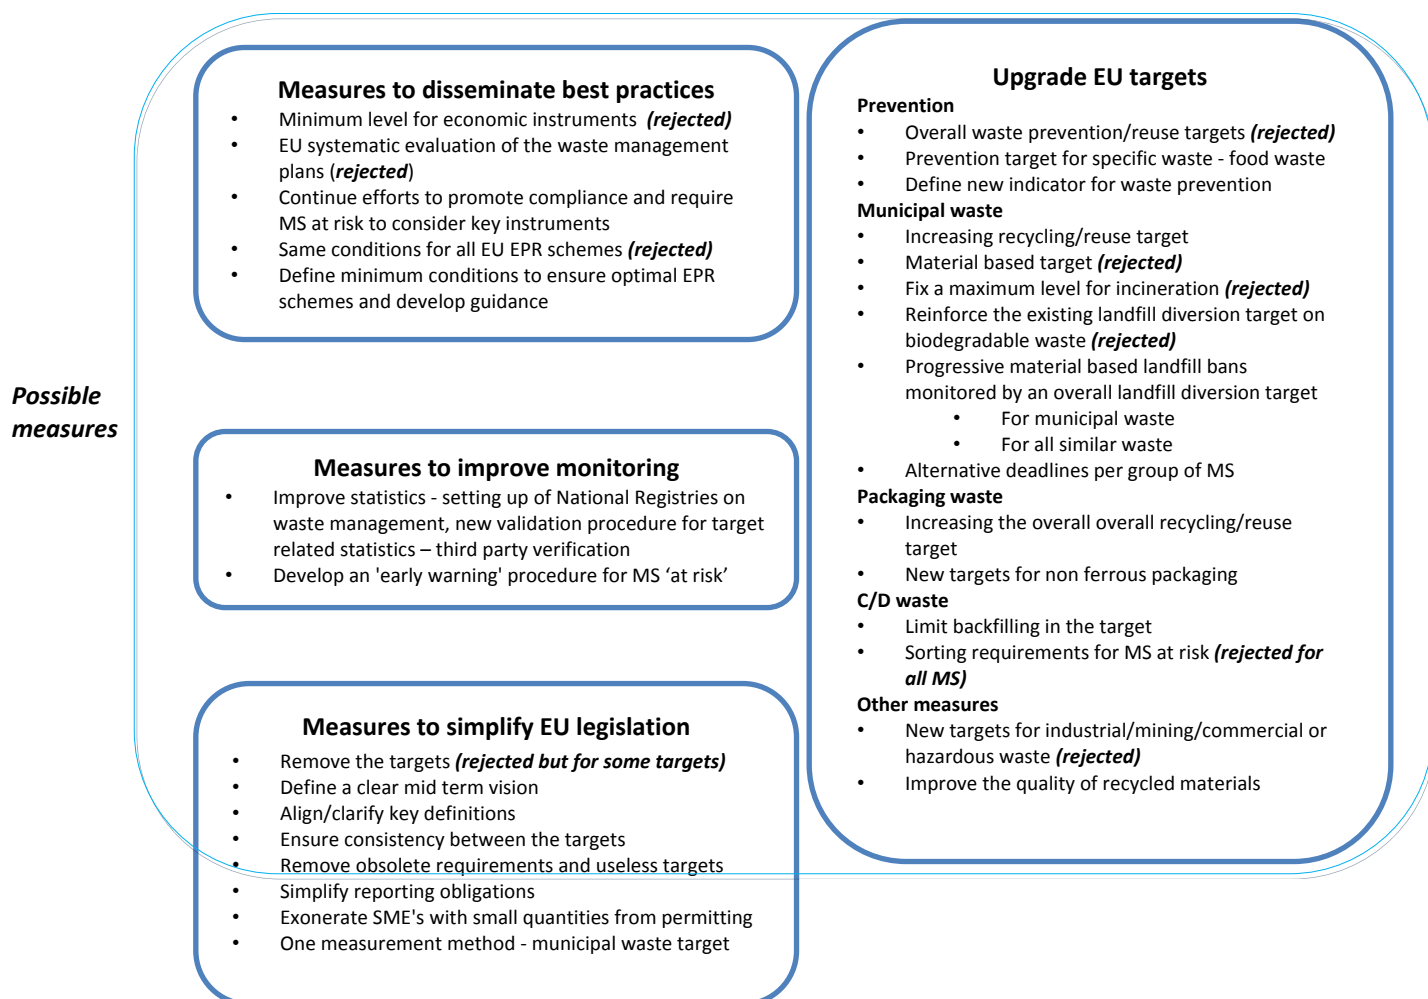 Possible
measures
Measures to disseminate best practices
• Minimum level for economic instruments (rejected)
• EU systematic evaluation of the waste management
plans (rejected)
• Continue efforts to promote compliance and require
MS at risk to consider key instruments
• Same conditions for all EU EPR schemes (rejected)
• Define minimum conditions to ensure optimal EPR
schemes and develop guidance
Measures to improve monitoring
• Improve statistics - setting up of National Registries on
waste management, new validation procedure for target
related statistics – third party verification
• Develop an 'early warning' procedure for MS ‘at risk’
Measures to simplify EU legislation
• Remove the targets (rejected but for some targets)
• Define a clear mid term vision
• Align/clarify key definitions
• Ensure consistency between the targets
• Remove obsolete requirements and useless targets
• Simplify reporting obligations
• Exonerate SME's with small quantities from permitting
• One measurement method - municipal waste target
Upgrade EU targets
Prevention
• Overall waste prevention/reuse targets (rejected)
• Prevention target for specific waste - food waste
• Define new indicator for waste prevention
Municipal waste
• Increasing recycling/reuse target
• Material based target (rejected)
• Fix a maximum level for incineration (rejected)
• Reinforce the existing landfill diversion target on
biodegradable waste (rejected)
• Progressive material based landfill bans
monitored by an overall landfill diversion target
• For municipal waste
• For all similar waste
• Alternative deadlines per group of MS
Packaging waste
• Increasing the overall overall recycling/reuse
target
• New targets for non ferrous packaging
C/D waste
• Limit backfilling in the target
• Sorting requirements for MS at risk (rejected for
all MS)
Other measures
• New targets for industrial/mining/commercial or
hazardous waste (rejected)
• Improve the quality of recycled materials